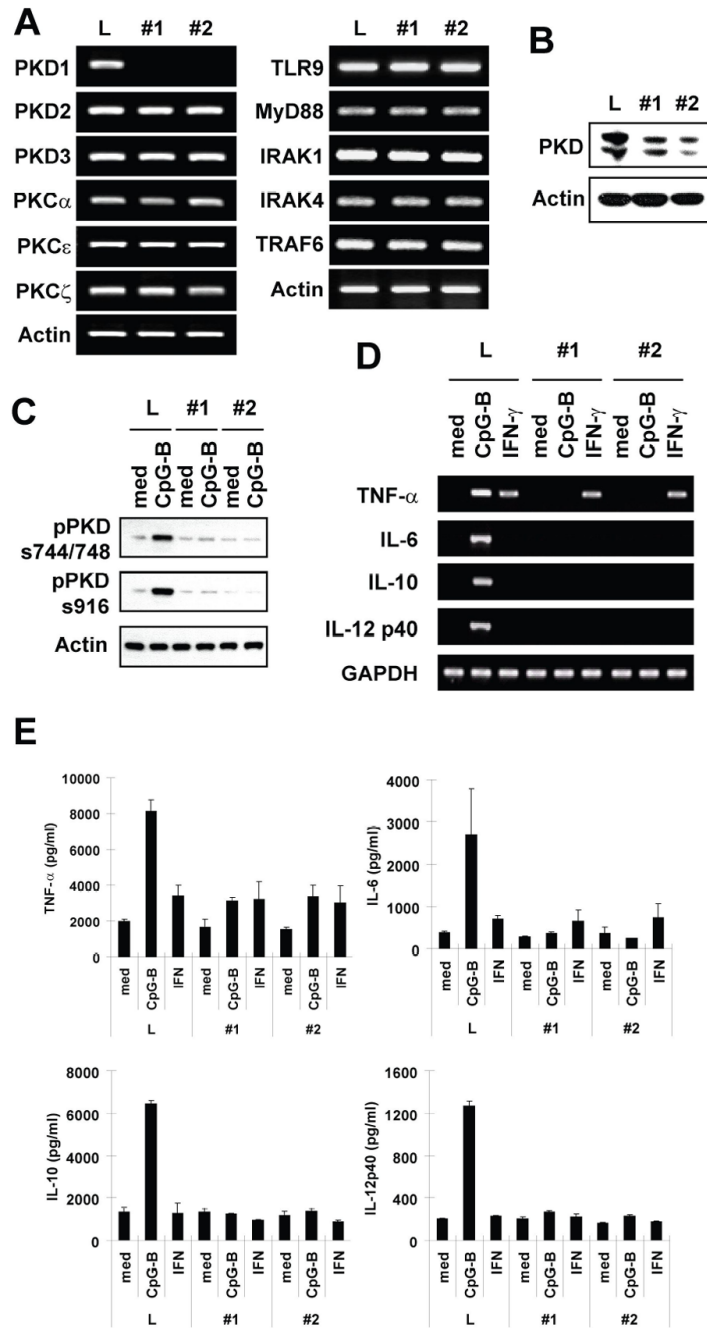 A
L #1 #2
PKD1
PKD2
PKD3
PKCα
PKCε
PKCζ
Actin
L #1 #2
TLR9
MyD88
IRAK1
IRAK4
TRAF6
Actin
B
L #1 #2
PKD
Actin
C
L #1 #2
med CpG-B med CpG-B med CpG-B
pPKD
s744/748
pPKD
s916
Actin
D
L #1 #2
med CpG-B IFN-γ med CpG-B IFN-γ med CpG-B IFN-γ
TNF-α
IL-6
IL-10
IL-12 p40
GAPDH
E
TNF-α (pg/ml)
10000
8000
6000
4000
2000
0
med CpG-B IFN med CpG-B IFN med CpG-B IFN
L #1 #2
IL-6 (pg/ml)
4000
3000
2000
1000
0
med CpG-B IFN med CpG-B IFN med CpG-B IFN
L #1 #2
IL-10 (pg/ml)
8000
6000
4000
2000
0
med CpG-B IFN med CpG-B IFN med CpG-B IFN
L #1 #2
IL-12p40 (pg/ml)
1600
1200
800
400
0
med CpG-B IFN med CpG-B IFN med CpG-B IFN
L #1 #2